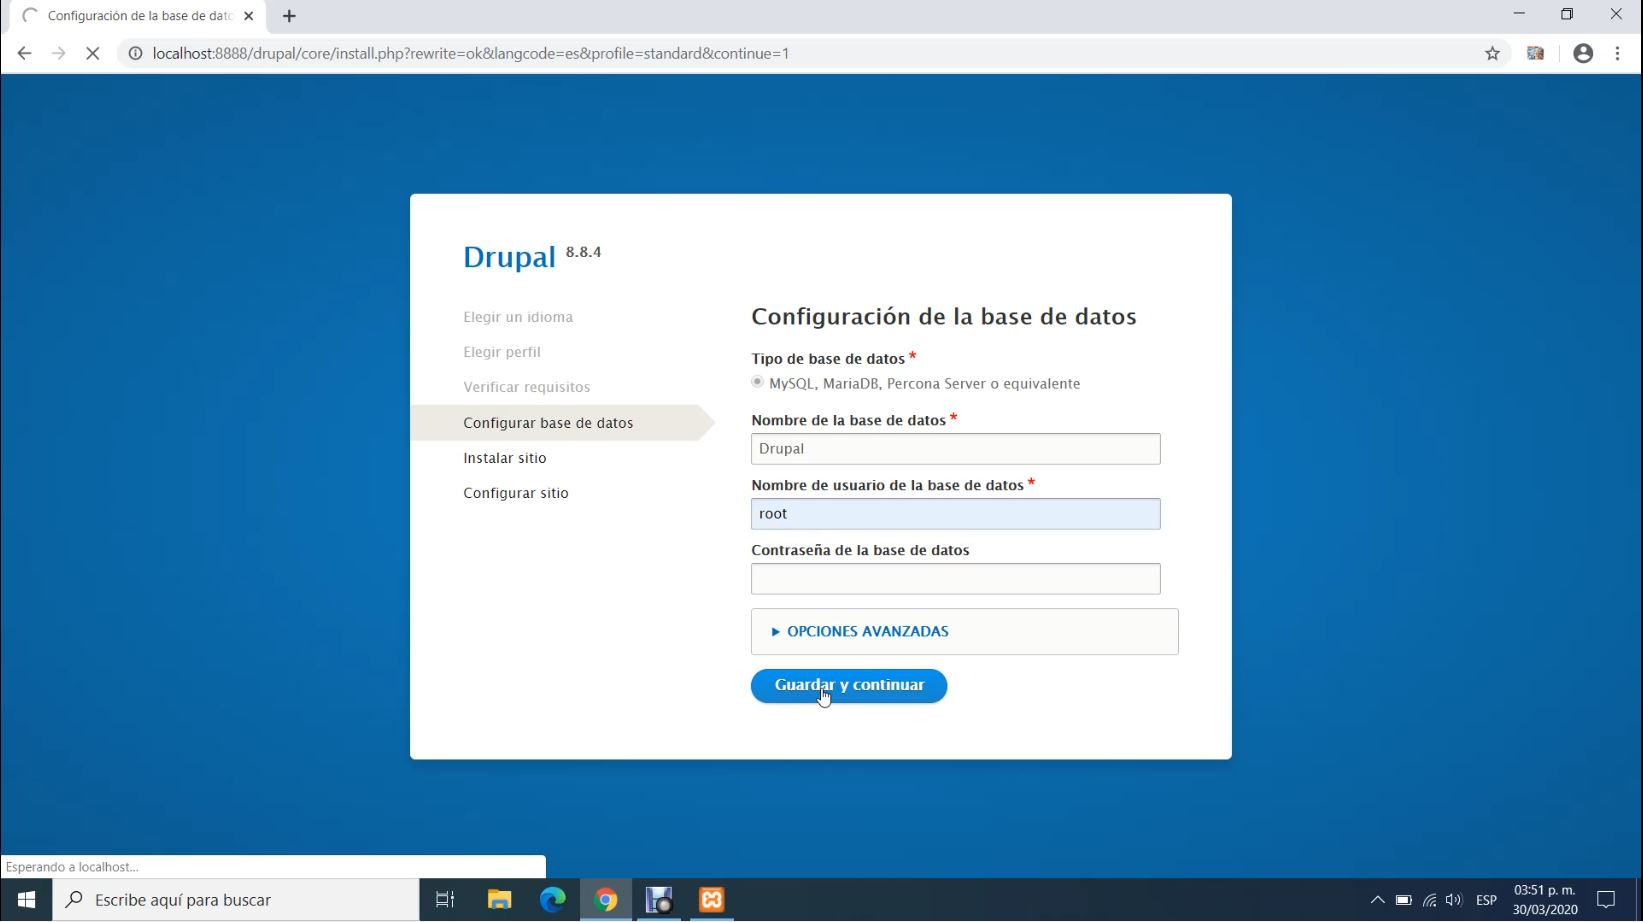 Configuración de la base de dato
localhost:8888/drupal/core/install.php?rewrite=ok&langcode=es&profile=standard&continue=1
Drupal 8.8.4
Elegir un idioma
Elegir perfil
Verificar requisitos
Configurar base de datos
Instalar sitio
Configurar sitio
Configuración de la base de datos
Tipo de base de datos *
MySQL, MariaDB, Percona Server o equivalente
Nombre de la base de datos *
Drupal
Nombre de usuario de la base de datos *
root
Contraseña de la base de datos
OPCIONES AVANZADAS
Guardar y continuar
Esperando a localhost...
Escribe aquí para buscar
ESP
03:51 p. m.
30/03/2020